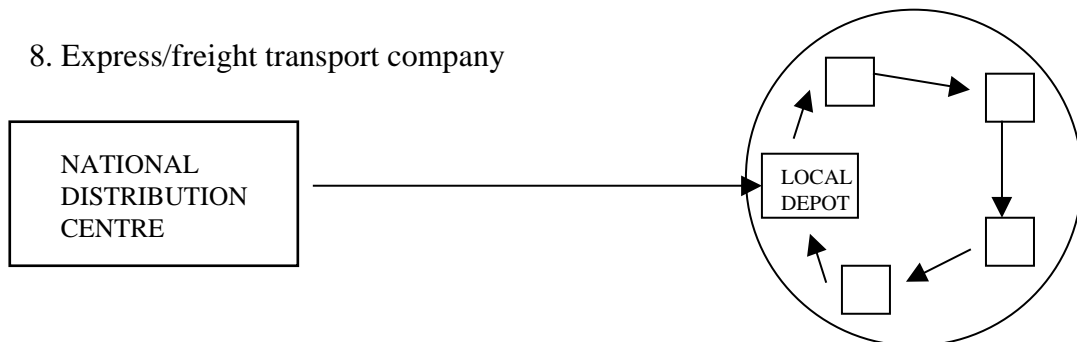 8. Express/freight transport company
NATIONAL
DISTRIBUTION
CENTRE
LOCAL
DEPOT